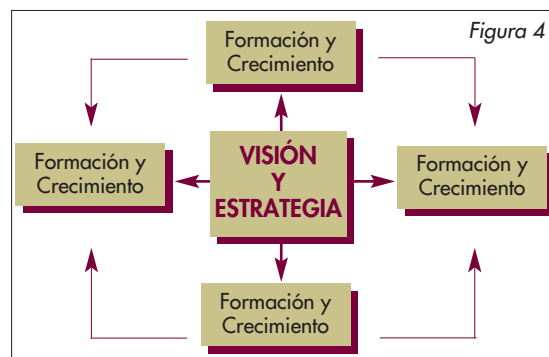 Figura 4
Formación y
Crecimiento
Formación y
Crecimiento
VISIÓN
Y
ESTRATEGIA
Formación y
Crecimiento
Formación y
Crecimiento